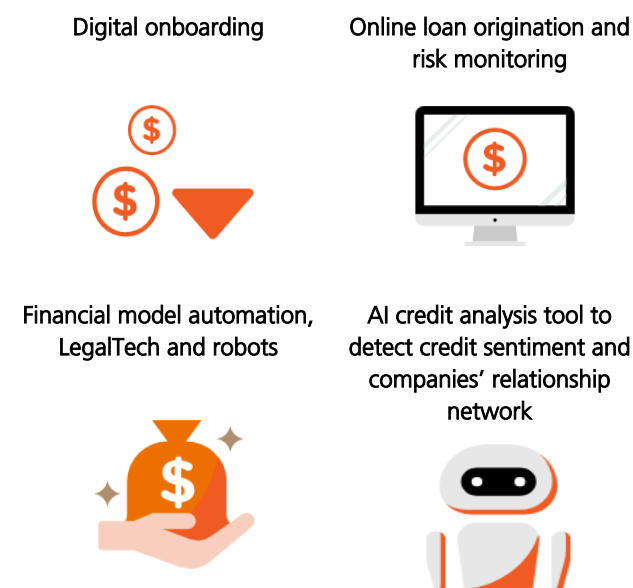 Digital onboarding
Online loan origination and
risk monitoring
$
$
$
Financial model automation,
LegalTech and robots
AI credit analysis tool to
detect credit sentiment and
companies’ relationship
network
$